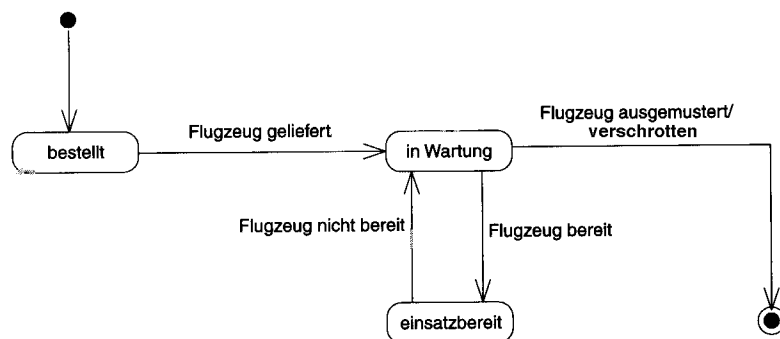 Flugzeug ausgemustert/
verschrotten
Flugzeug geliefert
bestellt
in Wartung
Flugzeug nicht bereit
Flugzeug bereit
einsatzbereit